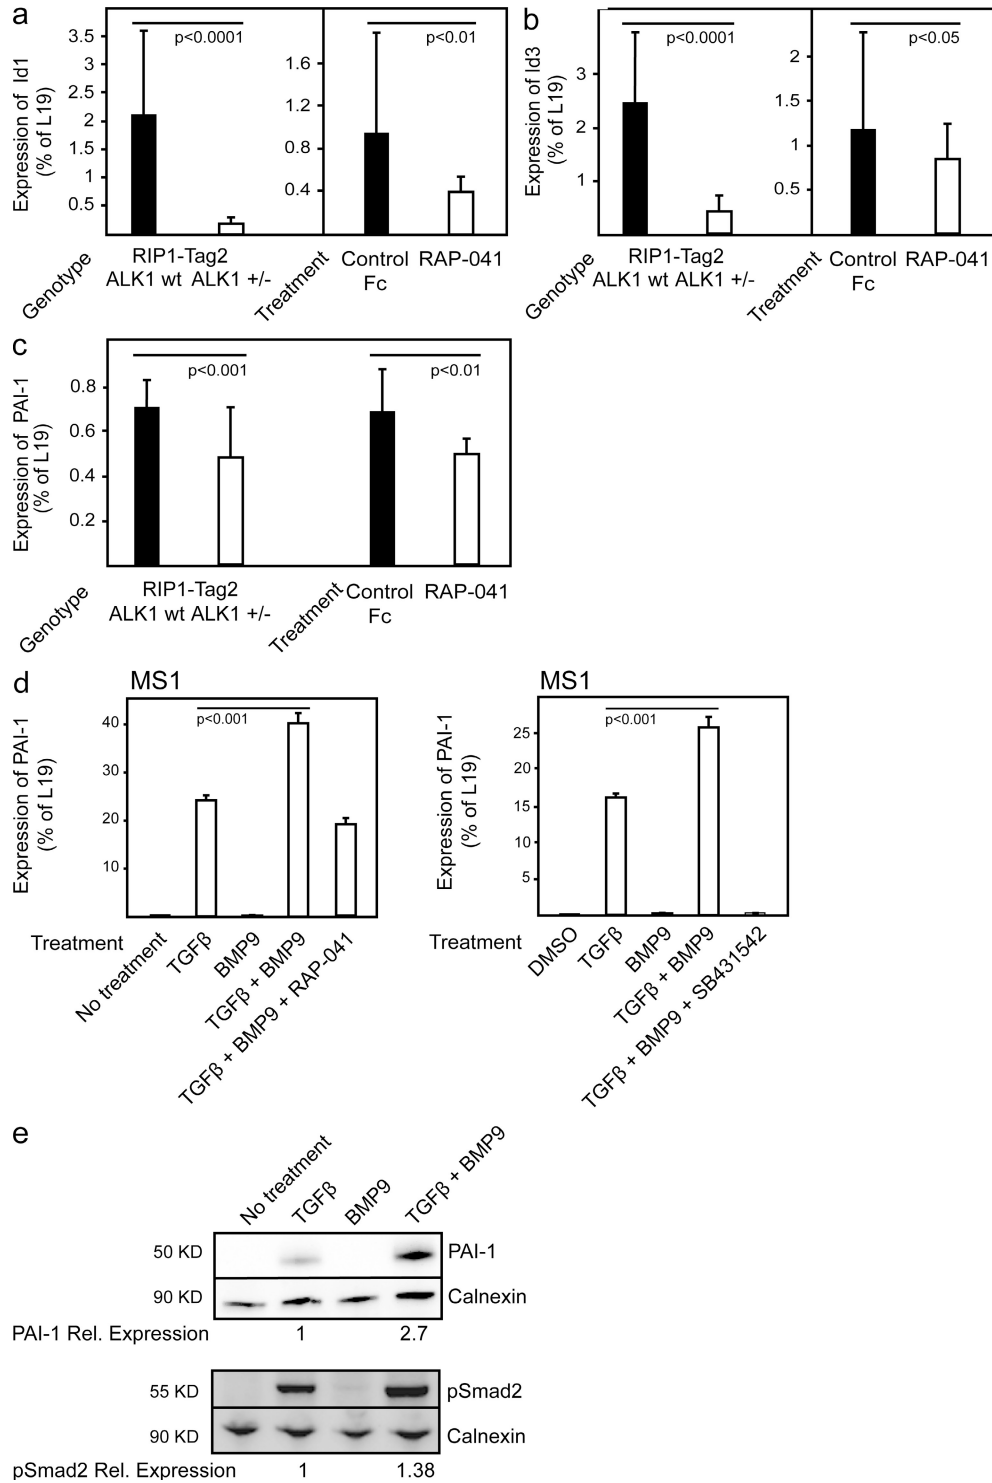 a
Expression of Id1
(% of L19)
3.5
3
2.5
2
1.5
1
0.5
p<0.0001
1.6
1.2
0.8
0.4
p<0.01
Genotype
RIP1-Tag2
ALK1 wt ALK1 +/-
Treatment
Control
Fc
RAP-041
b
Expression of Id3
(% of L19)
3
2
1
p<0.0001
2
1.5
1
0.5
p<0.05
Genotype
RIP1-Tag2
ALK1 wt ALK1 +/-
Treatment
Control
Fc
RAP-041
c
Expression of PAI-1
(% of L19)
0.8
0.6
0.4
0.2
p<0.001
p<0.01
Genotype
RIP1-Tag2
ALK1 wt ALK1 +/-
Treatment
Control
Fc
RAP-041
d
MS1
Expression of PAI-1
(% of L19)
40
30
20
10
p<0.001
Treatment
No treatment
TGFβ
BMP9
TGFβ + BMP9
TGFβ + BMP9 + RAP-041
MS1
Expression of PAI-1
(% of L19)
25
20
15
10
5
p<0.001
Treatment
DMSO
TGFβ
BMP9
TGFβ + BMP9
TGFβ + BMP9 + SB431542
e
No treatment
TGFβ
BMP9
TGFβ + BMP9
50 KD
PAI-1
90 KD
Calnexin
PAI-1 Rel. Expression 1 2.7
55 KD
pSmad2
90 KD
Calnexin
pSmad2 Rel. Expression 1 1.38